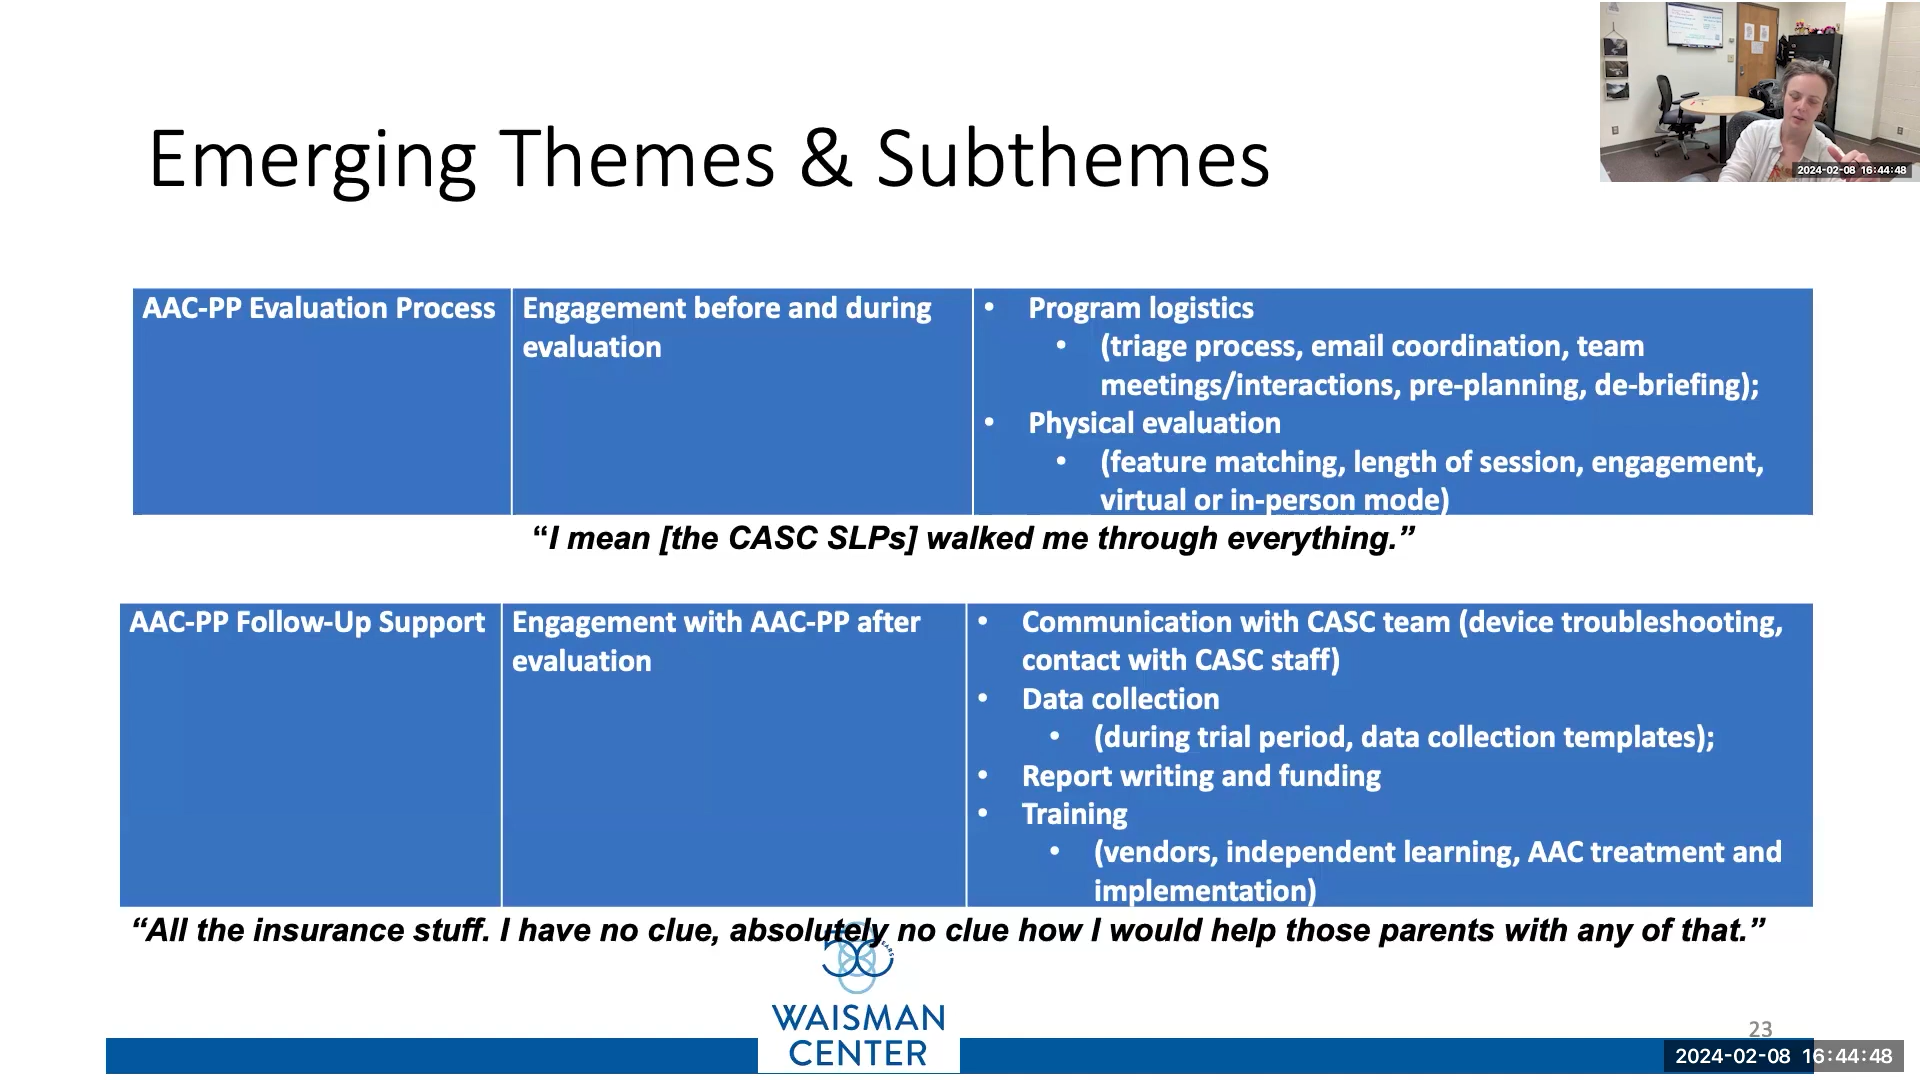 2024-02-08 16:44:48
Emerging Themes & Subthemes
AAC-PP Evaluation Process
Engagement before and during
evaluation
• Program logistics
• (triage process, email coordination, team
meetings/interactions, pre-planning, de-briefing);
• Physical evaluation
• (feature matching, length of session, engagement,
virtual or in-person mode)
“I mean [the CASC SLPs] walked me through everything.”
AAC-PP Follow-Up Support
Engagement with AAC-PP after
evaluation
• Communication with CASC team (device troubleshooting,
contact with CASC staff)
• Data collection
• (during trial period, data collection templates);
• Report writing and funding
• Training
• (vendors, independent learning, AAC treatment and
implementation)
“All the insurance stuff. I have no clue, absolutely no clue how I would help those parents with any of that.”
WAISMAN
CENTER
23
2024-02-08 16:44:48